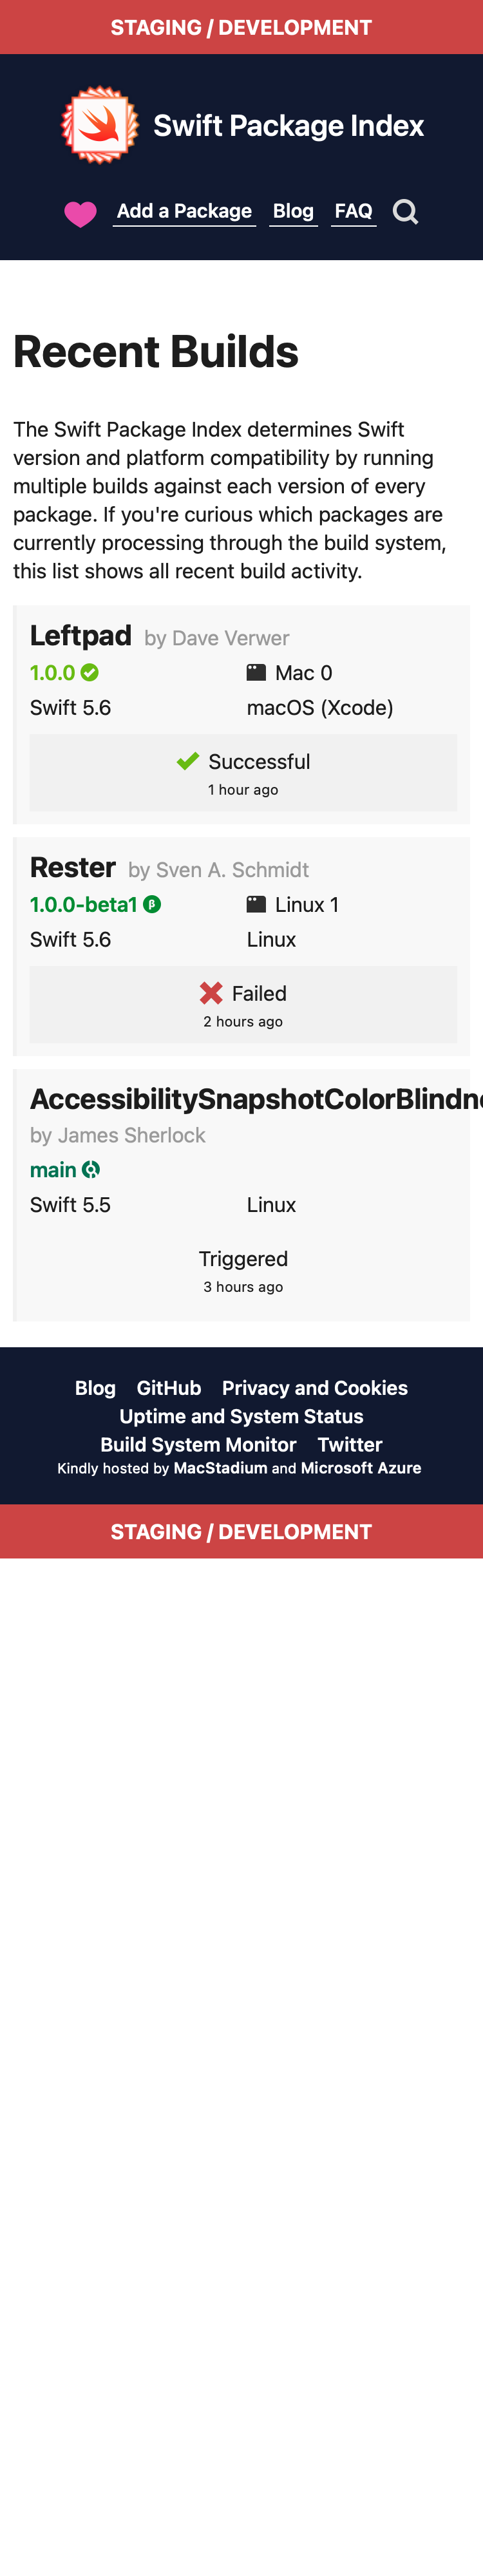 STAGING / DEVELOPMENT
Swift Package Index
Add a Package Blog FAQ
Recent Builds
The Swift Package Index determines Swift
version and platform compatibility by running
multiple builds against each version of every
package. If you're curious which packages are
currently processing through the build system,
this list shows all recent build activity.
Leftpad by Dave Verwer
1.0.0 Mac 0
Swift 5.6 macOS (Xcode)
Successful
1 hour ago
Rester by Sven A. Schmidt
1.0.0-beta1 β Linux 1
Swift 5.6 Linux
Failed
2 hours ago
AccessibilitySnapshotColorBlindn
by James Sherlock
main
Swift 5.5 Linux
Triggered
3 hours ago
Blog GitHub Privacy and Cookies
Uptime and System Status
Build System Monitor Twitter
Kindly hosted by MacStadium and Microsoft Azure
STAGING / DEVELOPMENT